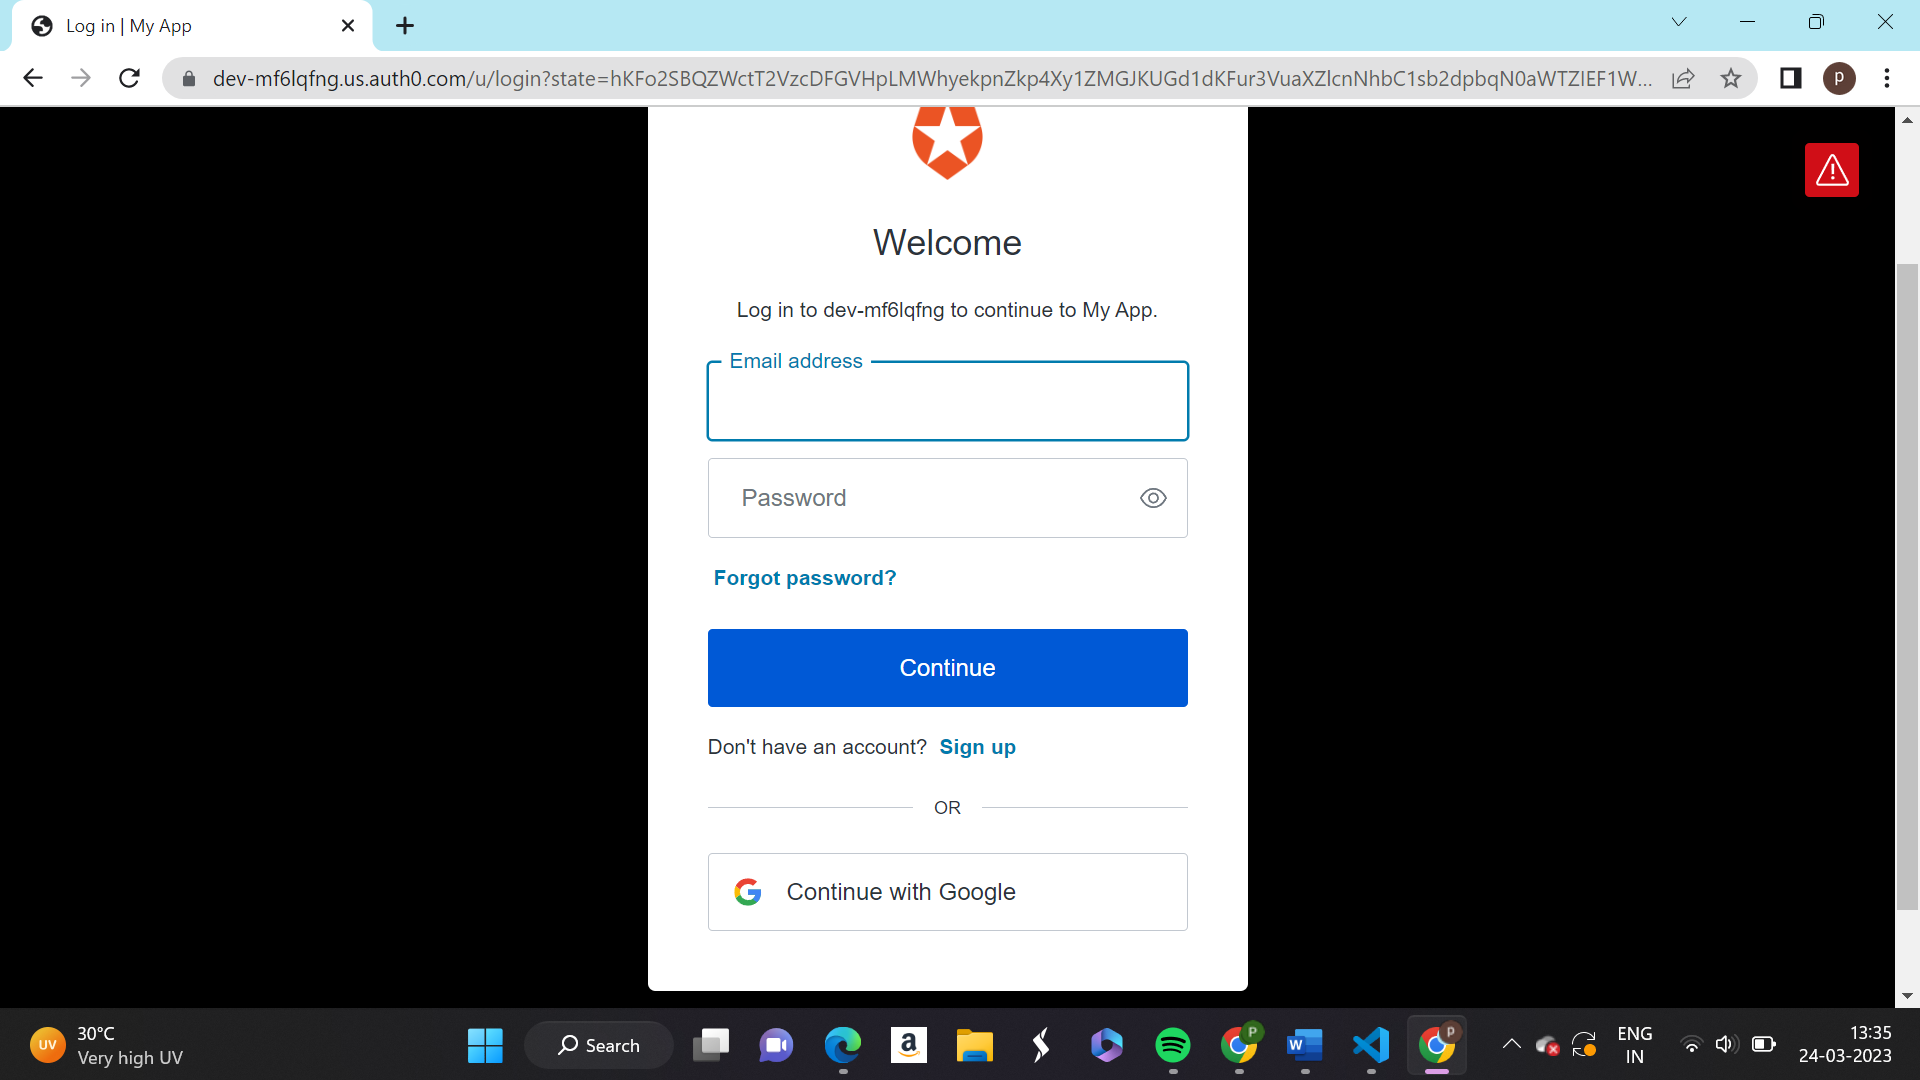 Log in | My App
dev-mf6lqfng.us.auth0.com/u/login?state=hKFo2SBQZWctT2VzcDFGVHpLMWhyekpnZkp4Xy1ZMGJKUGd1dKFur3VuaXZlcnNhbC1sb2dpbqN0aWTZIEF1W...
P
Welcome
Log in to dev-mf6lqfng to continue to My App.
Email address
Password
Forgot password?
Continue
Don't have an account? Sign up
OR
Continue with Google
UV
30°C
Very high UV
Search
a
P
W
P
ENG
IN
13:35
24-03-2023